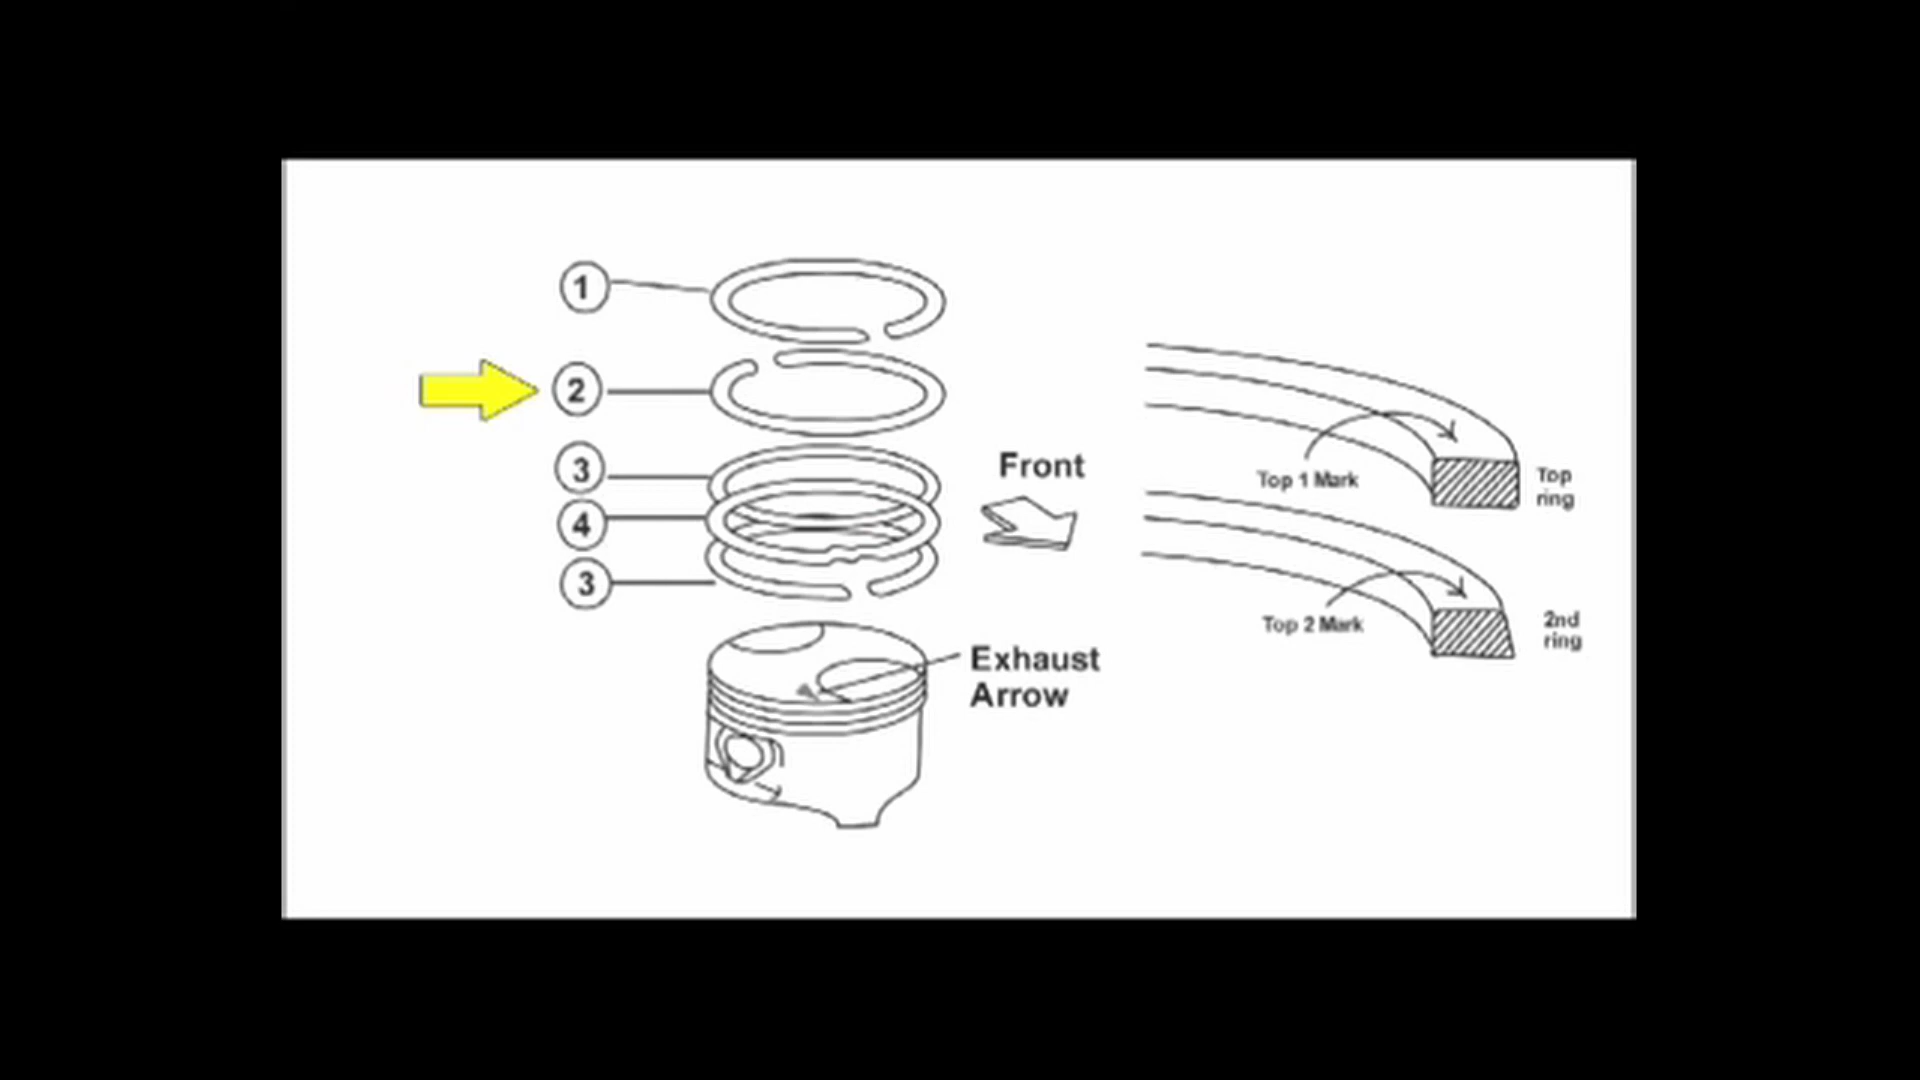 1
2
3
4
3
Front
Exhaust
Arrow
Top 1 Mark
Top
ring
Top 2 Mark
2nd
ring